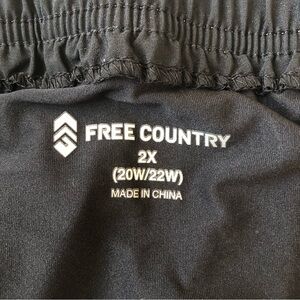 FREE COUNTRY
2X
(20W/22W)
MADE IN CHINA